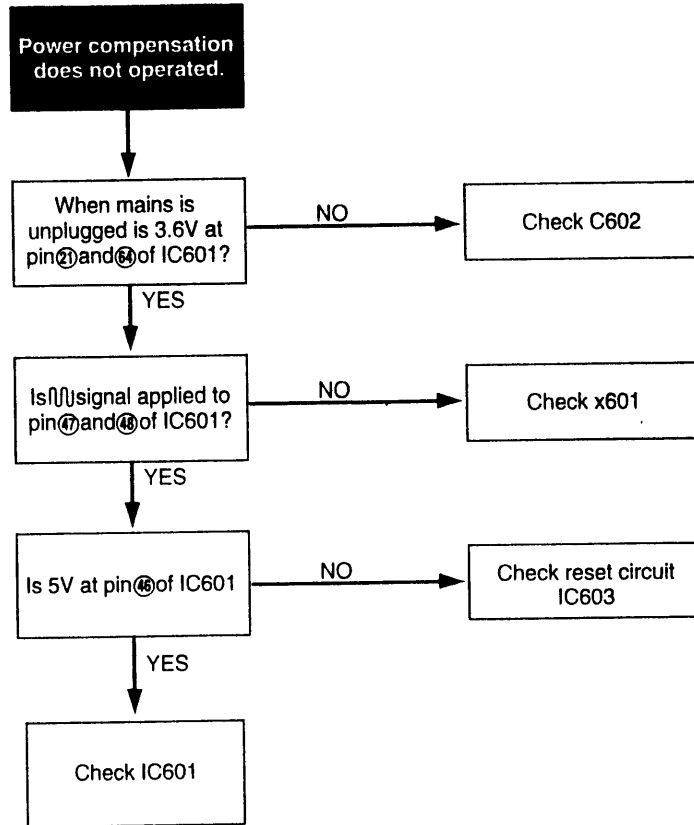 Power compensation
does not operated.
When mains is
unplugged is 3.6V at
pin㉑and64of IC601?
NO
Check C602
YES
Is signal applied to
pin㊼and㊽of IC601?
NO
Check x601
YES
Is 5V at pin㊻of IC601
NO
Check reset circuit
IC603
YES
Check IC601